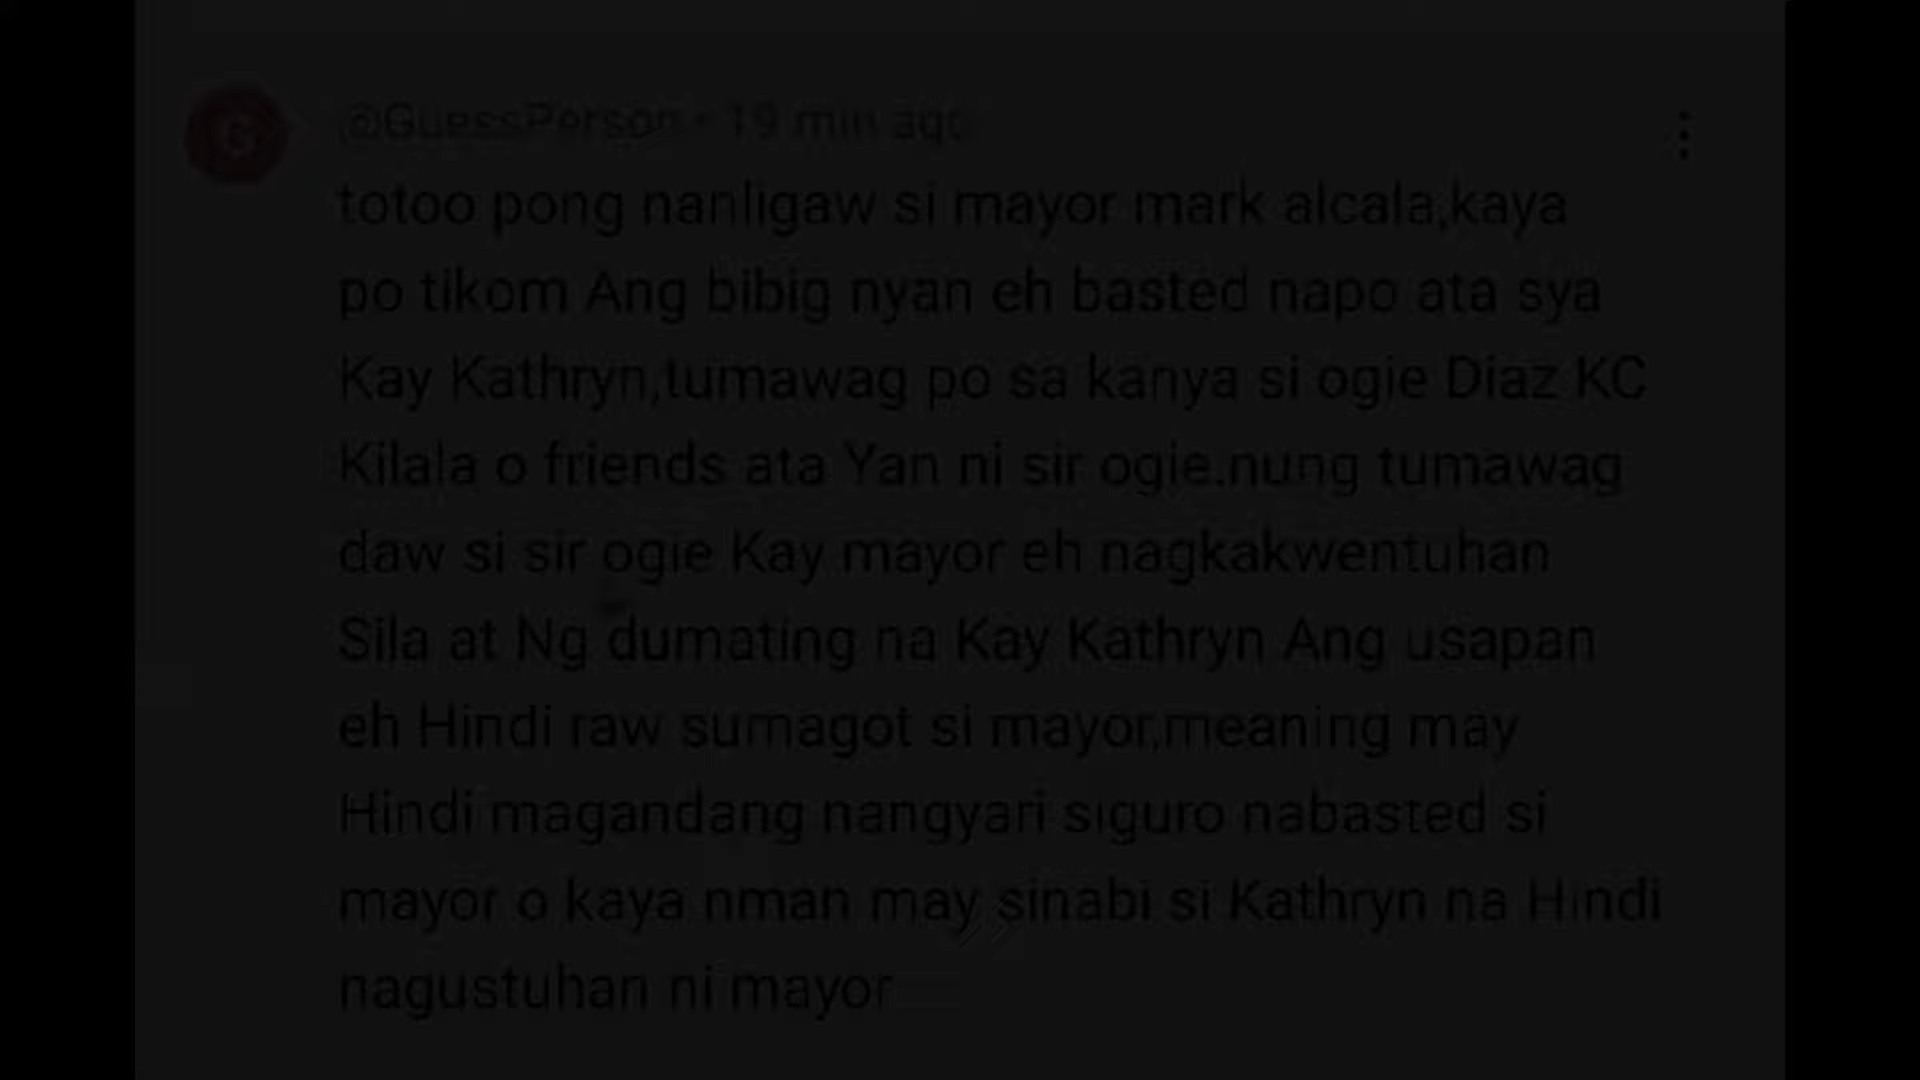 G
@GuessPerson • 19 min ago
totoo pong nanligaw si mayor mark alcala,kaya
po tikom Ang bibig nyan eh basted napo ata sya
Kay Kathryn,tumawag po sa kanya si ogie Diaz KC
Kilala o friends ata Yan ni sir ogie.nung tumawag
daw si sir ogie Kay mayor eh nagkakwentuhan
Sila at Ng dumating na Kay Kathryn Ang usapan
eh Hindi raw sumagot si mayor,meaning may
Hindi magandang nangyari siguro nabasted si
mayor o kaya nman may sinabi si Kathryn na Hindi
nagustuhan ni mayor